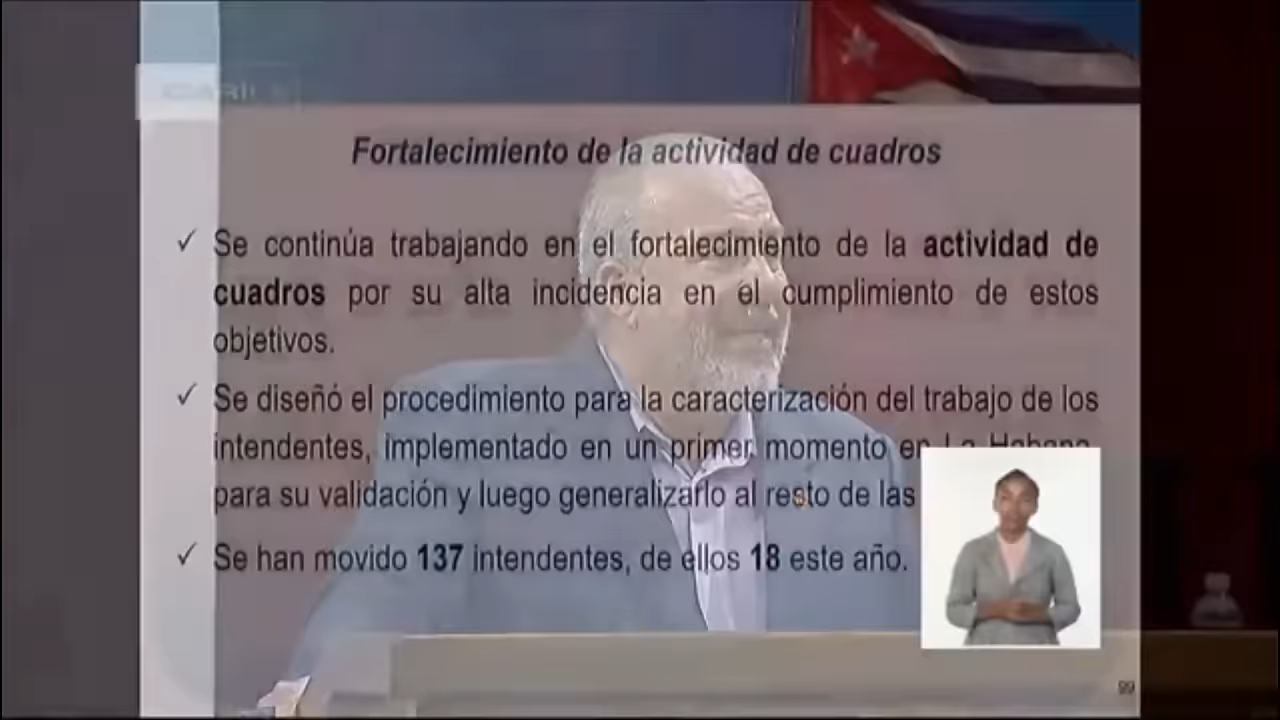 Fortalecimiento de la actividad de cuadros
✓ Se continúa trabajando en el fortalecimiento de la actividad de
cuadros por su alta incidencia en el cumplimiento de estos
objetivos.
✓ Se diseñó el procedimiento para la caracterización del trabajo de los
intendentes, implementado en un primer momento en La Habana,
para su validación y luego generalizarlo al resto de las
✓ Se han movido 137 intendentes, de ellos 18 este año.
99